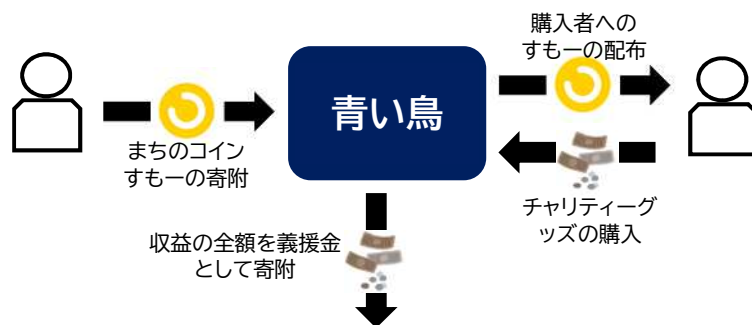 購入者への
すもーの配布
青い鳥
まちのコイン
すもーの寄附
チャリティーグ
ッズの購入
収益の全額を義援金
として寄附